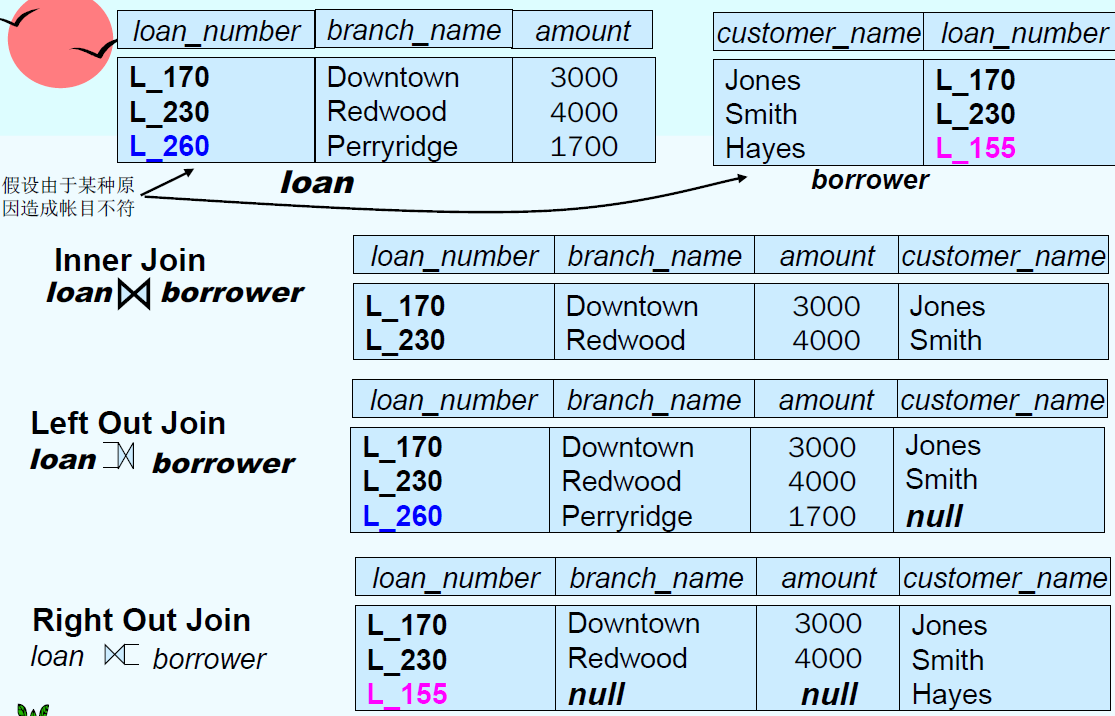 loan_number branch_name amount
L_170 Downtown 3000
L_230 Redwood 4000
L_260 Perryridge 1700
loan
customer_name loan_number
Jones L_170
Smith L_230
Hayes L_155
borrower
假设由于某种原
因造成帐目不符
Inner Join
loan ⋈ borrower
loan_number branch_name amount customer_name
L_170 Downtown 3000 Jones
L_230 Redwood 4000 Smith
Left Out Join
loan ⟕ borrower
loan_number branch_name amount customer_name
L_170 Downtown 3000 Jones
L_230 Redwood 4000 Smith
L_260 Perryridge 1700 null
Right Out Join
loan ⟖ borrower
loan_number branch_name amount customer_name
L_170 Downtown 3000 Jones
L_230 Redwood 4000 Smith
L_155 null null Hayes